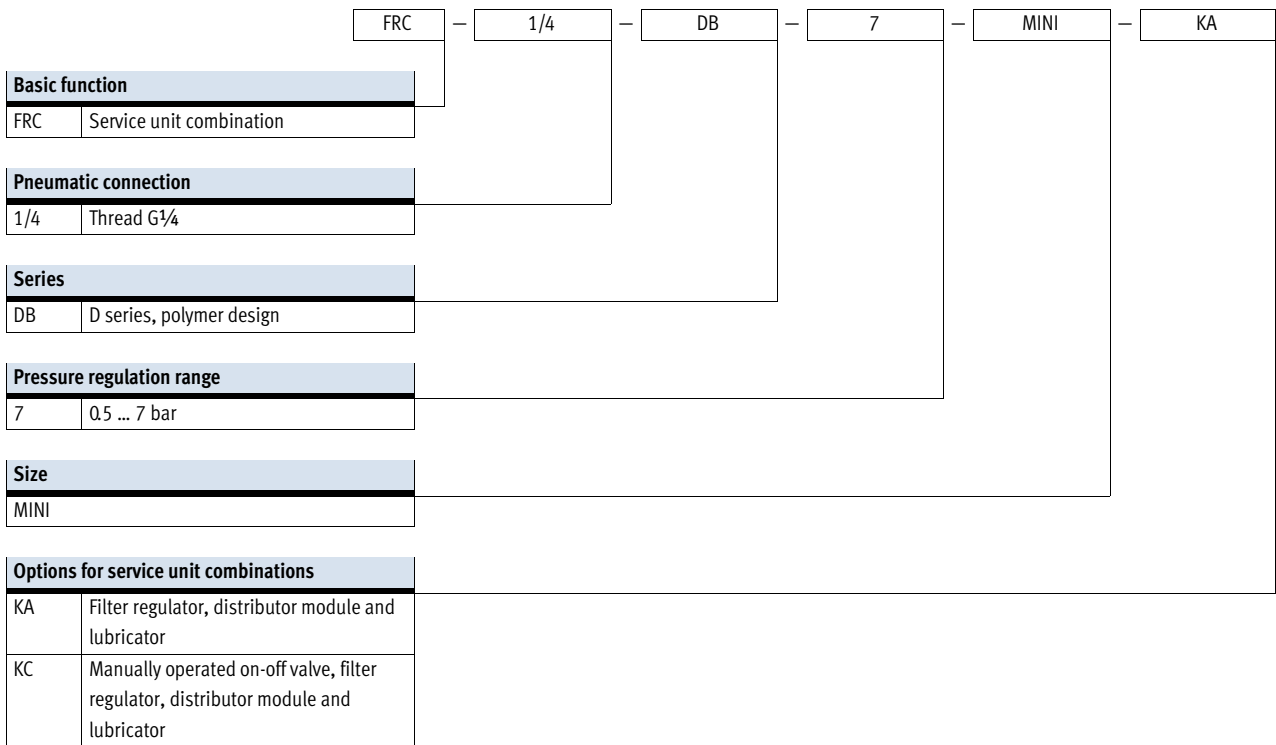 FRC – 1/4 – DB – 7 – MINI – KA
Basic function
FRC Service unit combination
Pneumatic connection
1/4 Thread G¼
Series
DB D series, polymer design
Pressure regulation range
7 0.5 ... 7 bar
Size
MINI
Options for service unit combinations
KA Filter regulator, distributor module and
lubricator
KC Manually operated on-off valve, filter
regulator, distributor module and
lubricator